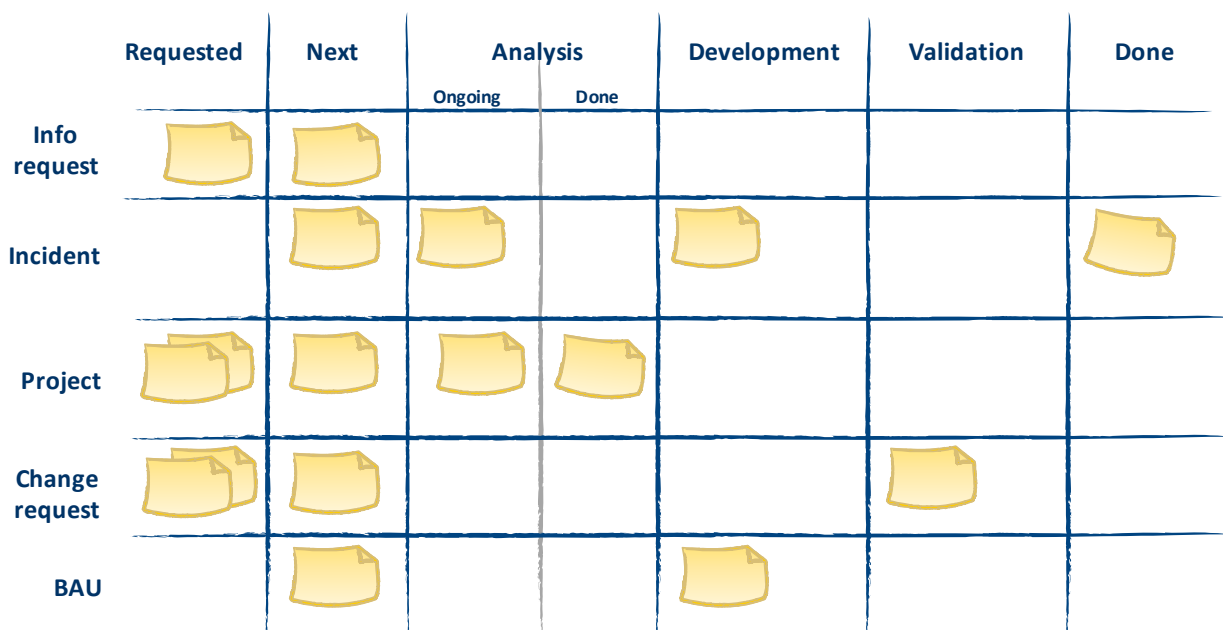 Requested Next Analysis Development Validation Done
Ongoing Done
Info
request
Incident
Project
Change
request
BAU